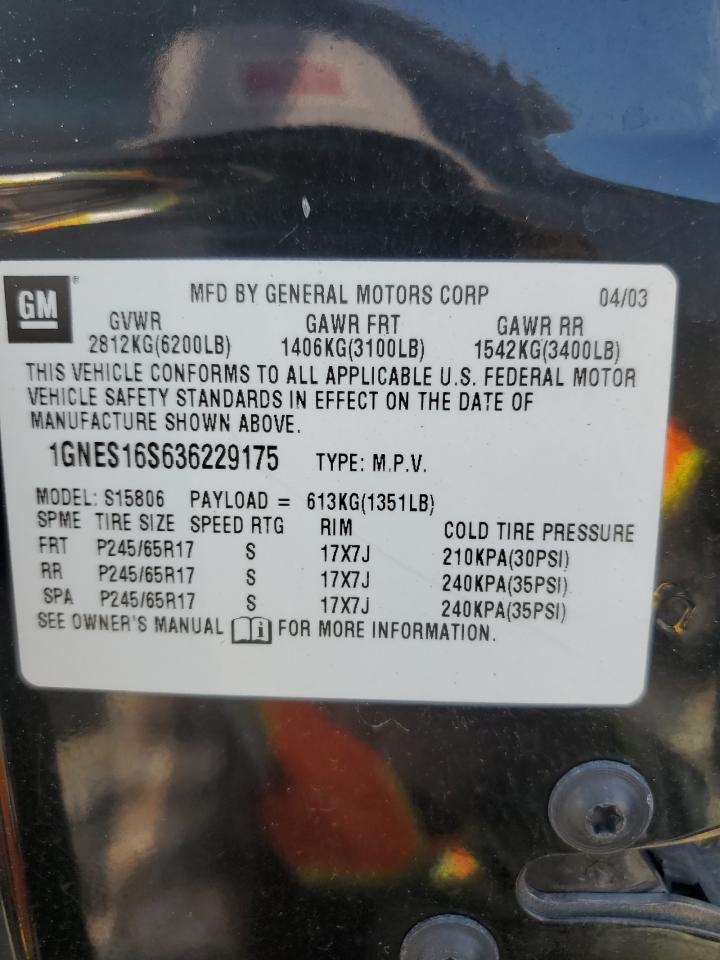 GM ®
MFD BY GENERAL MOTORS CORP 04/03
GVWR GAWR FRT GAWR RR
2812KG(6200LB) 1406KG(3100LB) 1542KG(3400LB)
THIS VEHICLE CONFORMS TO ALL APPLICABLE U.S. FEDERAL MOTOR
VEHICLE SAFETY STANDARDS IN EFFECT ON THE DATE OF
MANUFACTURE SHOWN ABOVE.
1GNES16S636229175 TYPE: M.P.V.
MODEL: S15806 PAYLOAD = 613KG(1351LB)
SPME TIRE SIZE SPEED RTG RIM COLD TIRE PRESSURE
FRT P245/65R17 S 17X7J 210KPA(30PSI)
RR P245/65R17 S 17X7J 240KPA(35PSI)
SPA P245/65R17 S 17X7J 240KPA(35PSI)
SEE OWNER'S MANUAL i FOR MORE INFORMATION.